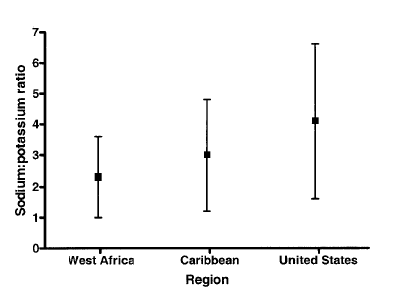 Sodium:potassium ratio
7
6
5
4
3
2
1
0
West Africa Caribbean United States
Region